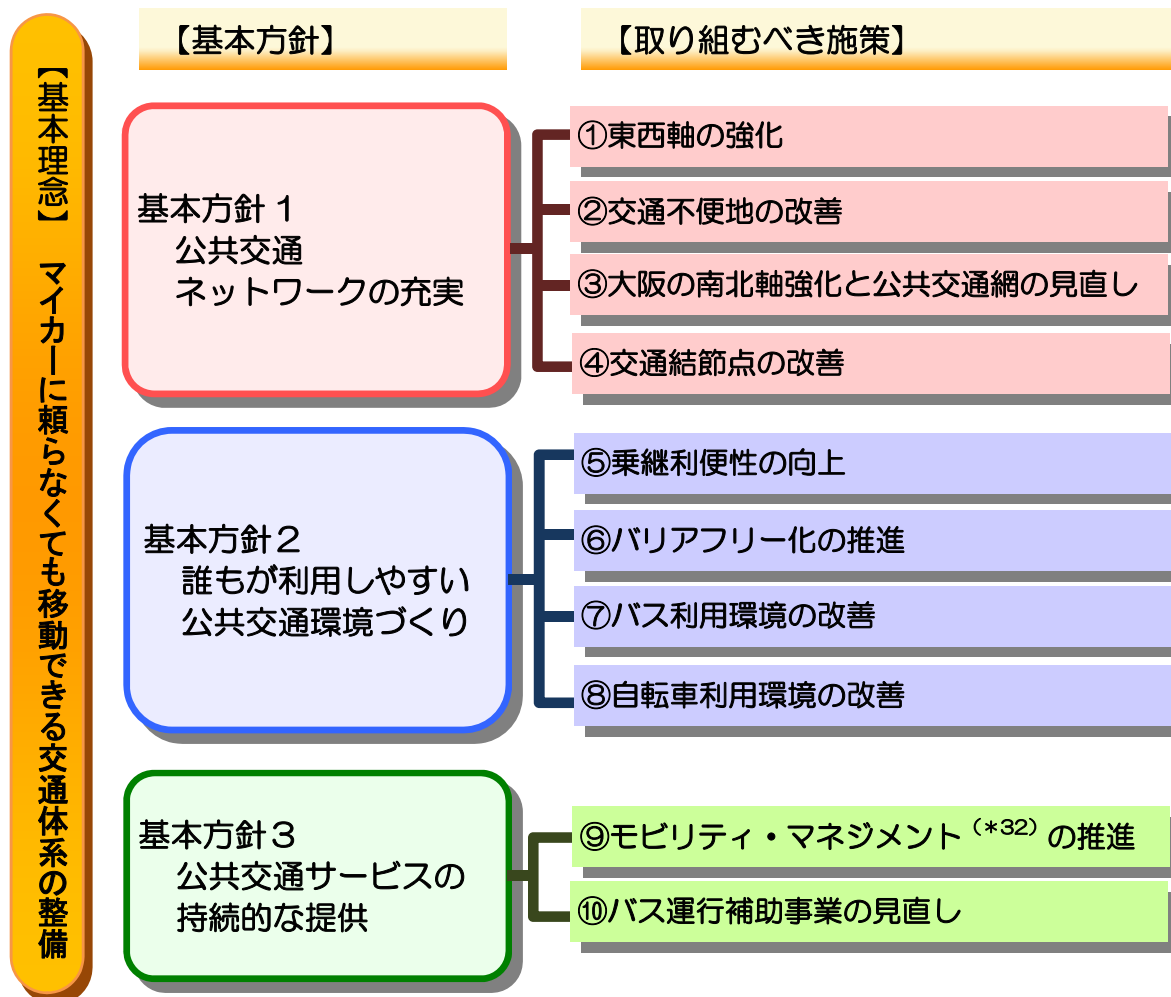 【基本理念】　マイカーに頼らなくても移動できる交通体系の整備
【基本方針】
【取り組むべき施策】
基本方針１
公共交通
ネットワークの充実
①東西軸の強化
②交通不便地の改善
③大阪の南北軸強化と公共交通網の見直し
④交通結節点の改善
基本方針２
誰もが利用しやすい
公共交通環境づくり
⑤乗継利便性の向上
⑥バリアフリー化の推進
⑦バス利用環境の改善
⑧自転車利用環境の改善
基本方針３
公共交通サービスの
持続的な提供
⑨モビリティ・マネジメント（*32）の推進
⑩バス運行補助事業の見直し